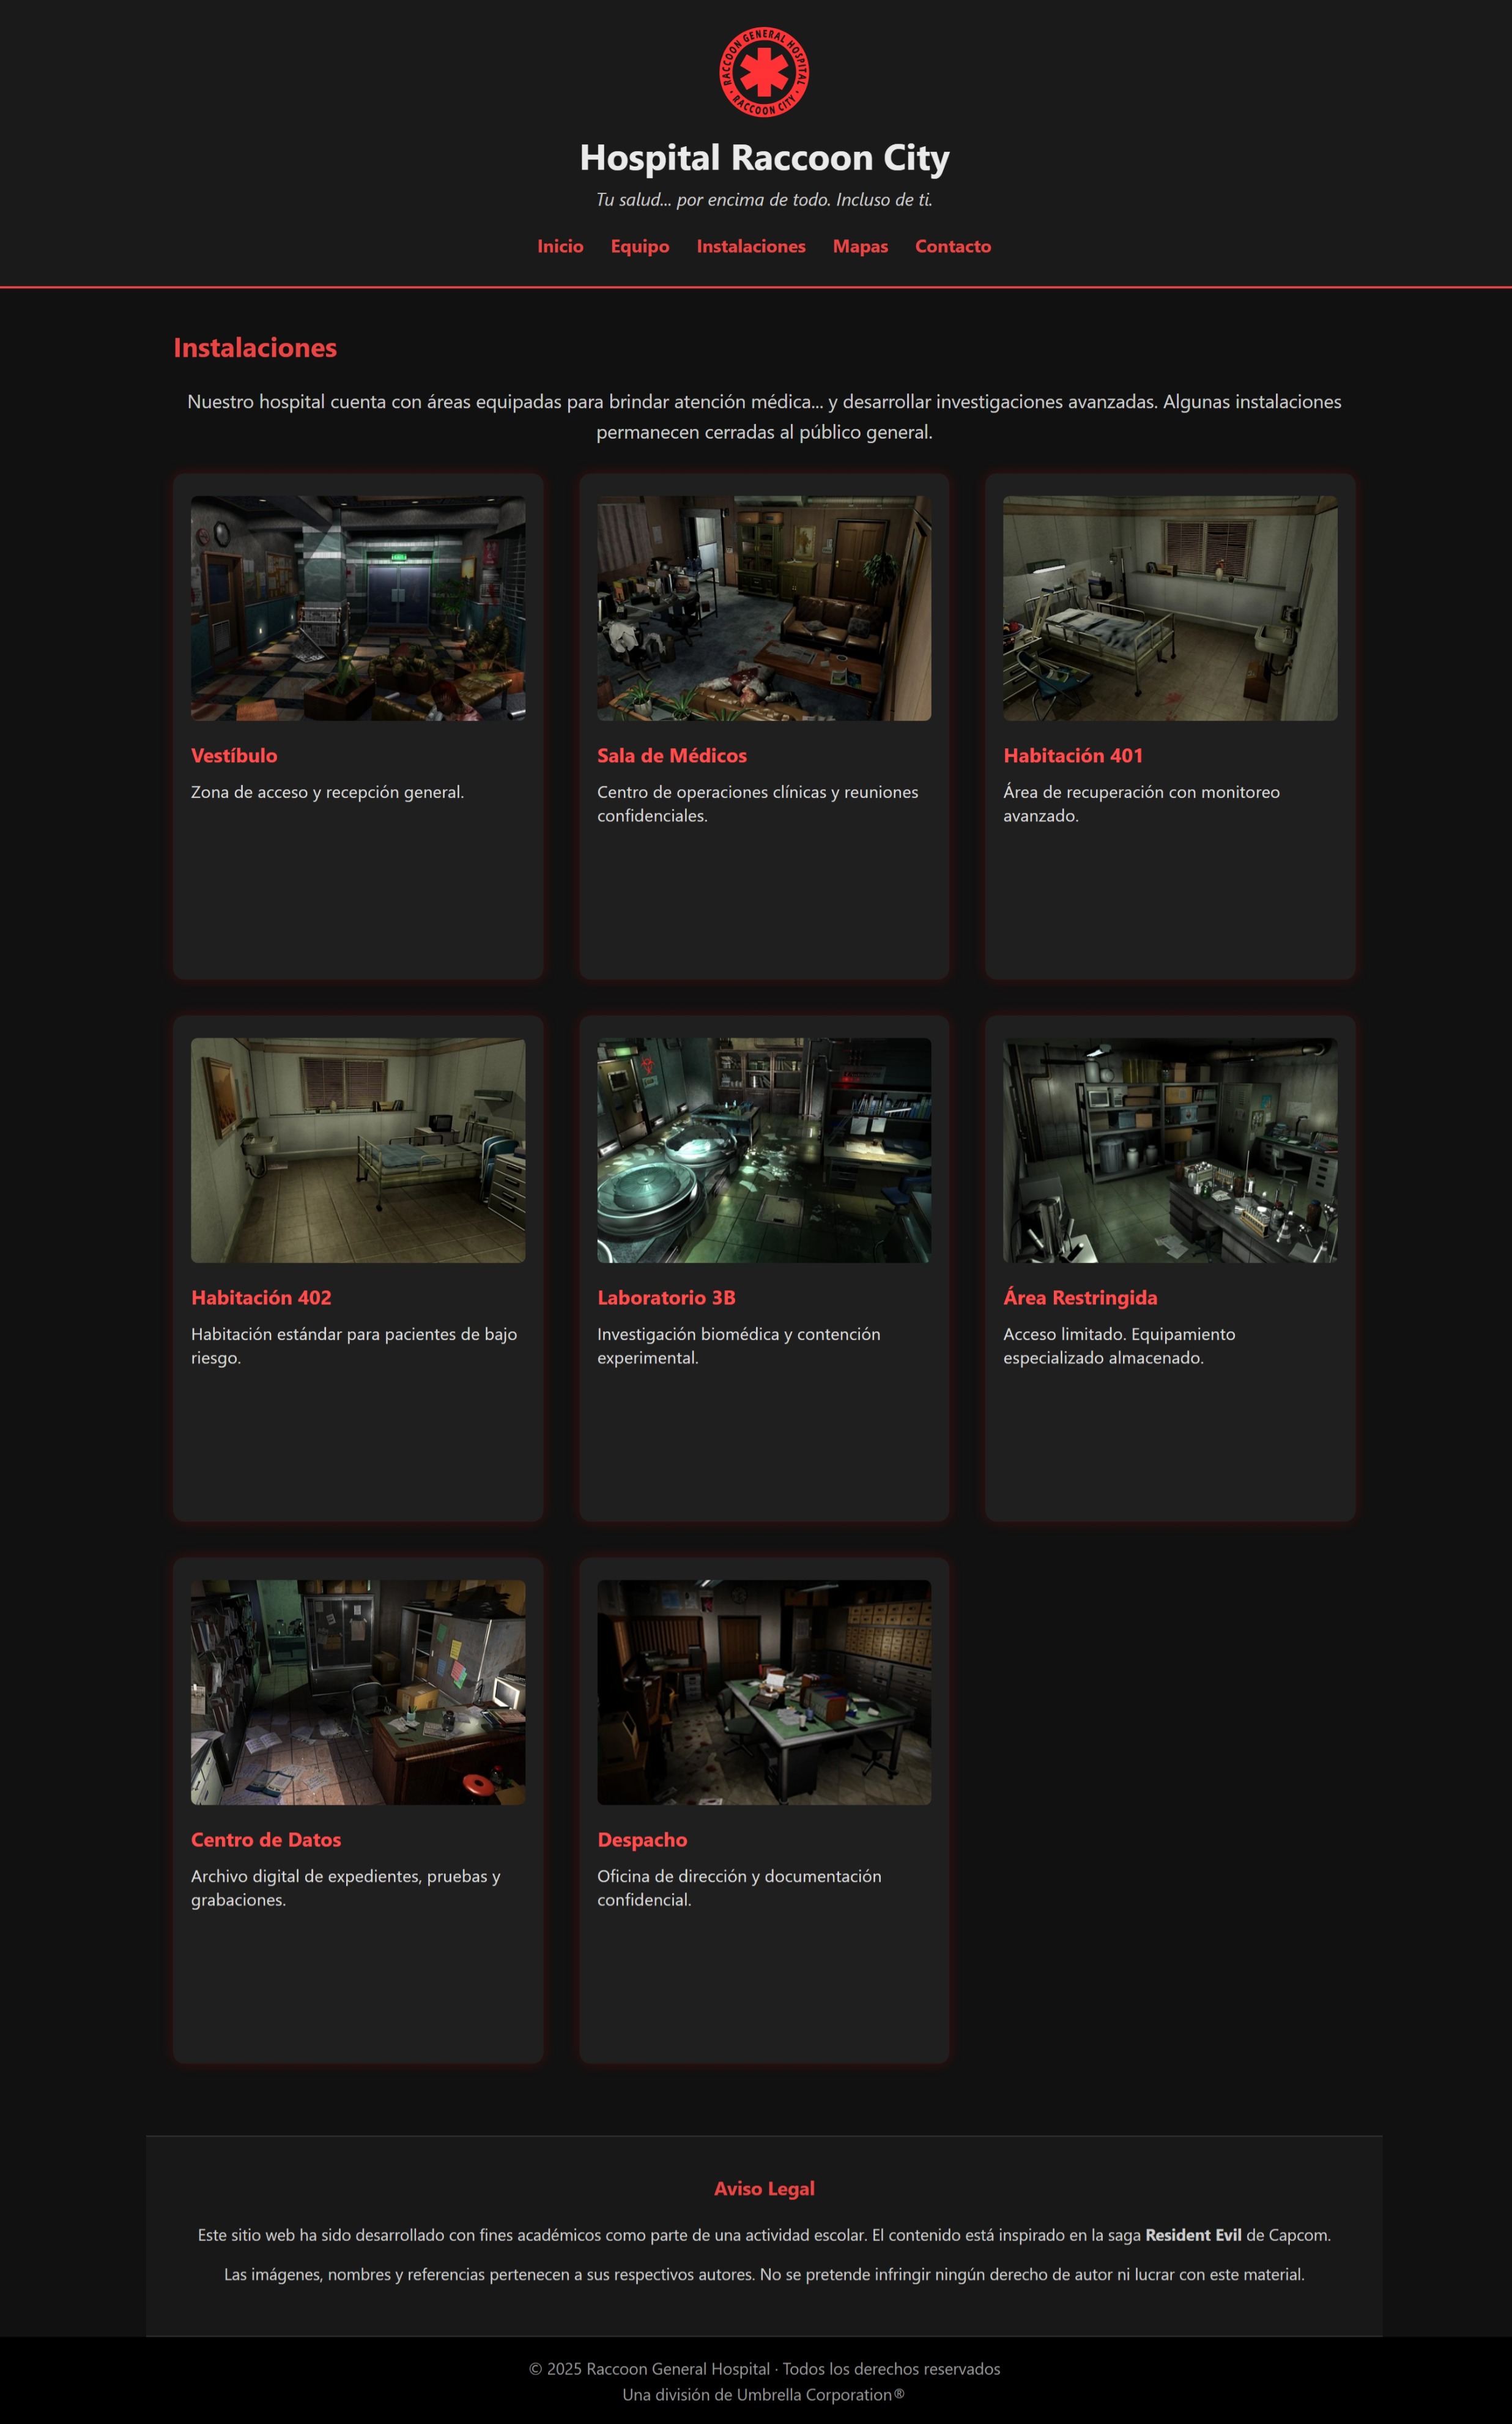 RACCOON GENERAL HOSPITAL
· RACCOON CITY ·
Hospital Raccoon City
Tu salud... por encima de todo. Incluso de ti.
Inicio Equipo Instalaciones Mapas Contacto
Instalaciones
Nuestro hospital cuenta con áreas equipadas para brindar atención médica... y desarrollar investigaciones avanzadas. Algunas instalaciones
permanecen cerradas al público general.
Vestíbulo
Zona de acceso y recepción general.
Sala de Médicos
Centro de operaciones clínicas y reuniones
confidenciales.
Habitación 401
Área de recuperación con monitoreo
avanzado.
Habitación 402
Habitación estándar para pacientes de bajo
riesgo.
Laboratorio 3B
Investigación biomédica y contención
experimental.
Área Restringida
Acceso limitado. Equipamiento
especializado almacenado.
Centro de Datos
Archivo digital de expedientes, pruebas y
grabaciones.
Despacho
Oficina de dirección y documentación
confidencial.
Aviso Legal
Este sitio web ha sido desarrollado con fines académicos como parte de una actividad escolar. El contenido está inspirado en la saga Resident Evil de Capcom.
Las imágenes, nombres y referencias pertenecen a sus respectivos autores. No se pretende infringir ningún derecho de autor ni lucrar con este material.
© 2025 Raccoon General Hospital · Todos los derechos reservados
Una división de Umbrella Corporation®